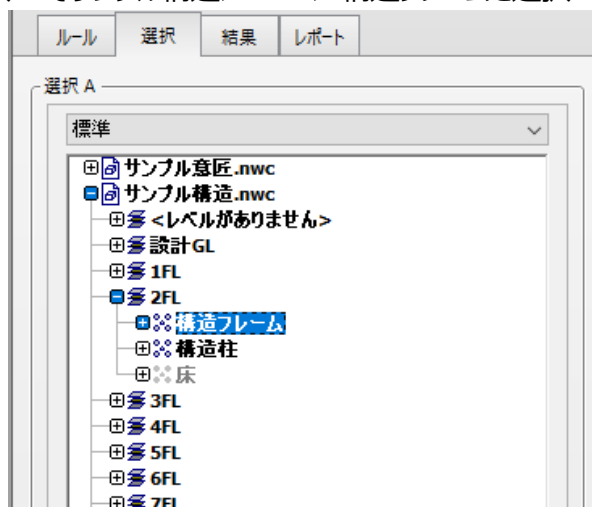 ルール 選択 結果 レポート
選択 A
標準
サンプル意匠.nwc
サンプル構造.nwc
<レベルがありません>
設計GL
1FL
2FL
構造フレーム
構造柱
床
3FL
4FL
5FL
6FL
7FL